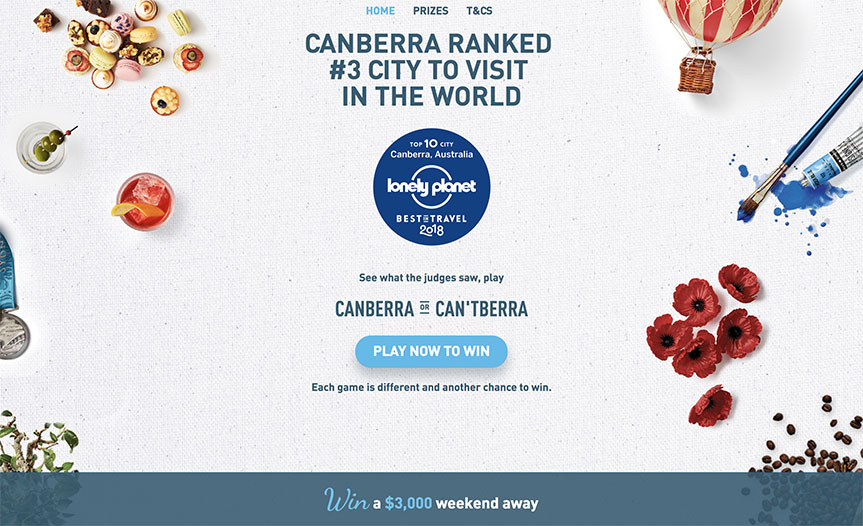 HOME PRIZES T&CS
CANBERRA RANKED
#3 CITY TO VISIT
IN THE WORLD
TOP 10 CITY
Canberra, Australia
lonely planet
BEST IN TRAVEL
2018
See what the judges saw, play
CANBERRA OR CAN'TBERRA
PLAY NOW TO WIN
Each game is different and another chance to win.
Win a $3,000 weekend away